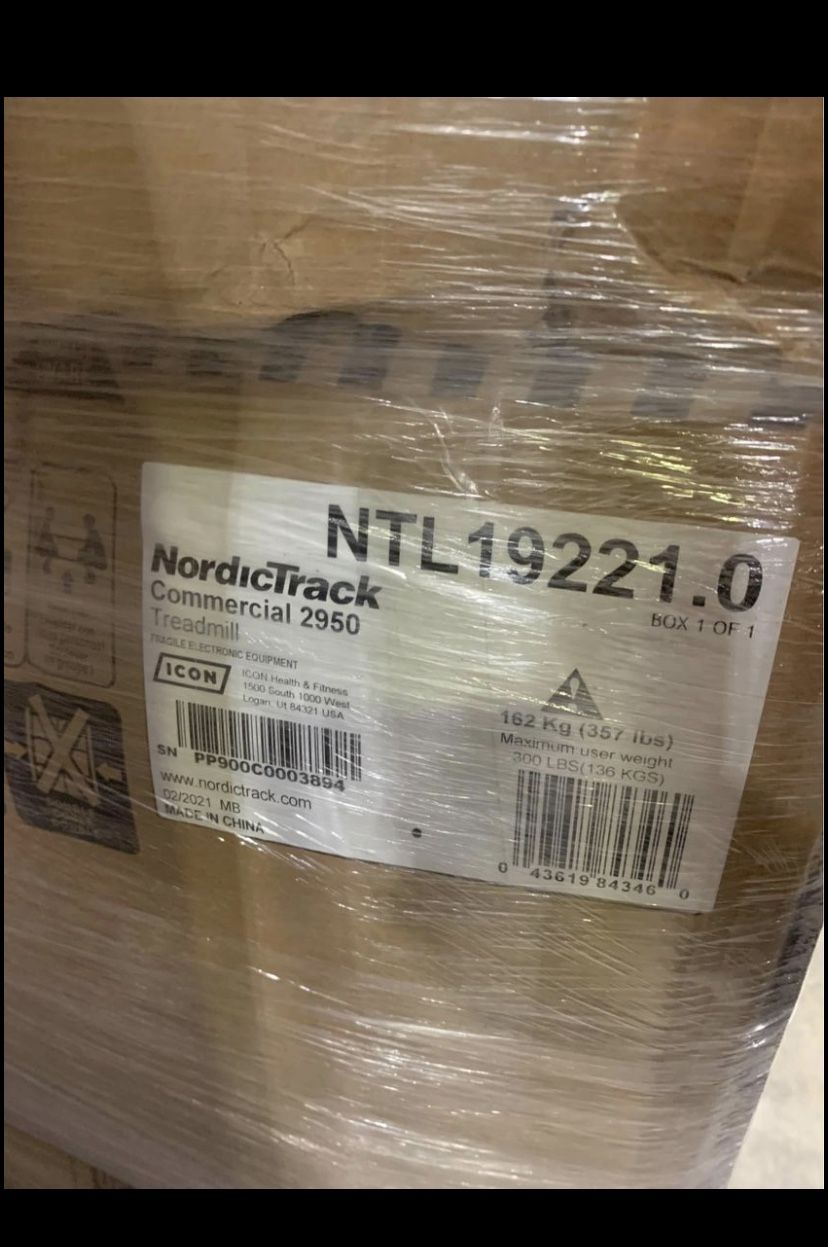 NTL19221.0
BOX 1 OF 1
NordicTrack
Commercial 2950
Treadmill
FRAGILE ELECTRONIC EQUIPMENT
ICON
ICON Health & Fitness
1500 South 1000 West
Logan, Ut 84321 USA
SN PP900C0003894
www.nordictrack.com
02/2021 MB
MADE IN CHINA
162 Kg (357 lbs)
Maximum user weight
300 LBS(136 KGS)
0 43619 84346 0